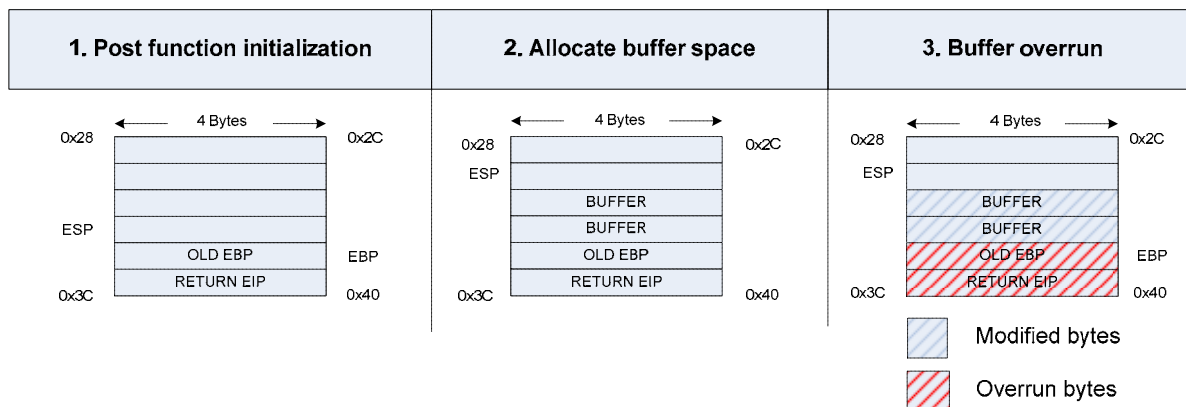 1. Post function initialization
2. Allocate buffer space
3. Buffer overrun
4 Bytes
0x28
0x2C
ESP
OLD EBP
EBP
RETURN EIP
0x3C
0x40
4 Bytes
0x28
0x2C
ESP
BUFFER
BUFFER
OLD EBP
RETURN EIP
0x3C
0x40
4 Bytes
0x28
0x2C
ESP
BUFFER
BUFFER
OLD EBP
EBP
RETURN EIP
0x3C
0x40
Modified bytes
Overrun bytes